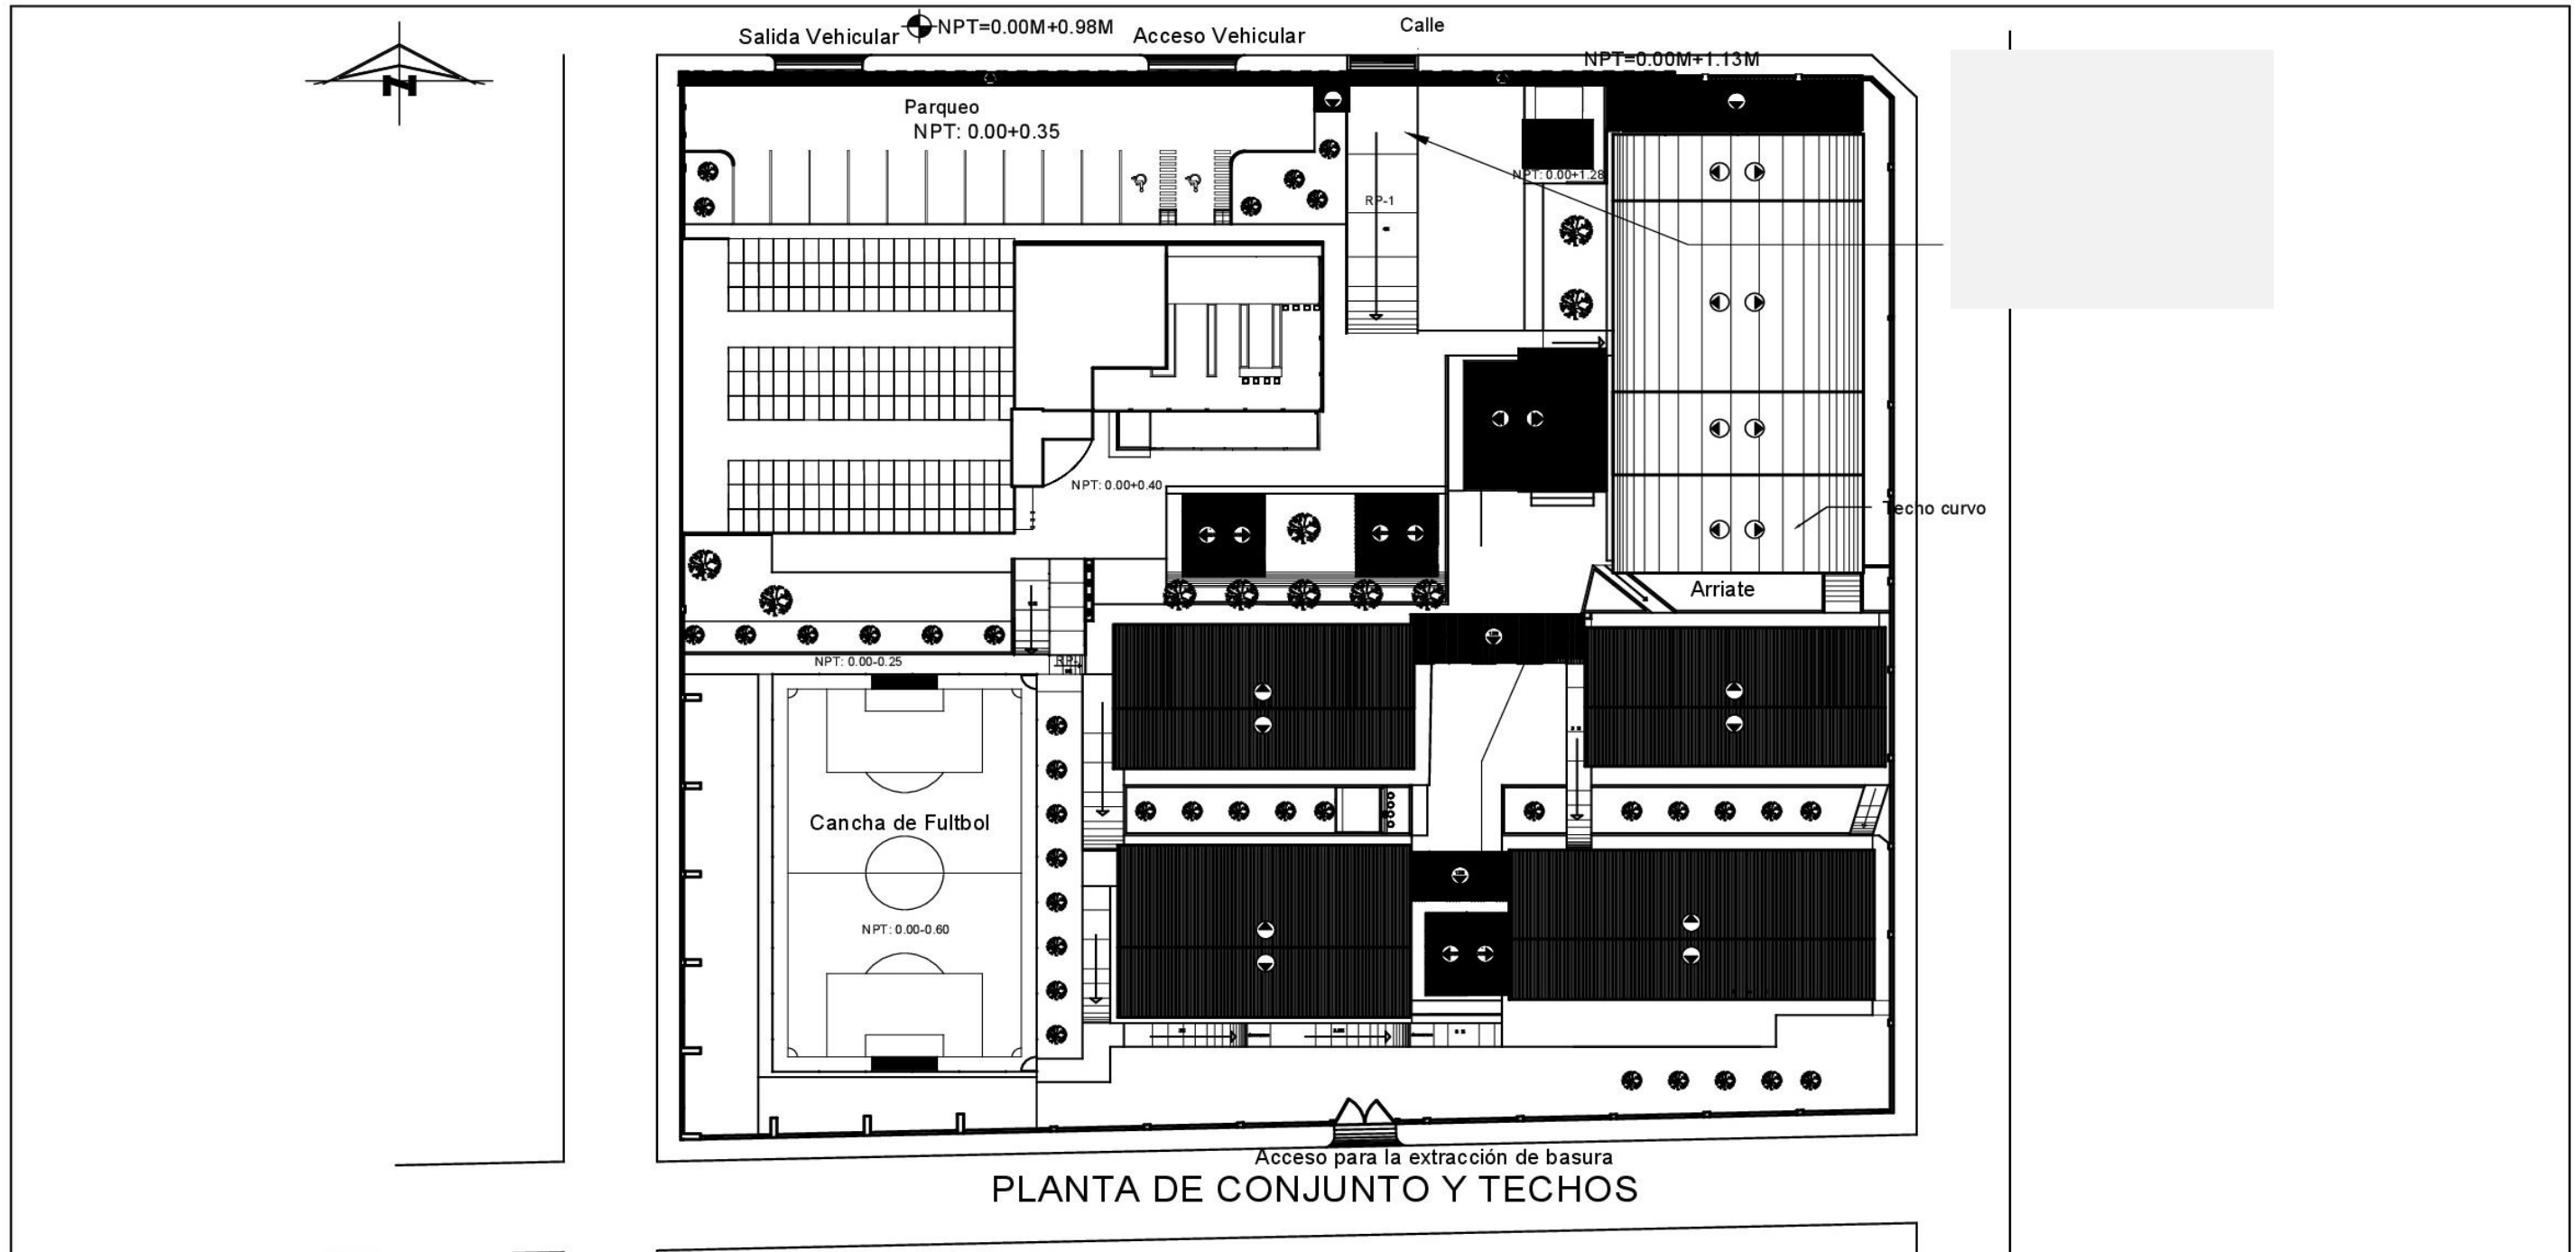 Salida Vehicular
NPT=0.00M+0.98M
Acceso Vehicular
Calle
NPT=0.00M+1.13M
N
Parqueo
NPT: 0.00+0.35
NPT: 0.00+1.28
RP-1
NPT: 0.00+0.40
Techo curvo
Arriate
NPT: 0.00-0.25
Cancha de Fultbol
NPT: 0.00-0.60
Acceso para la extracción de basura
PLANTA DE CONJUNTO Y TECHOS